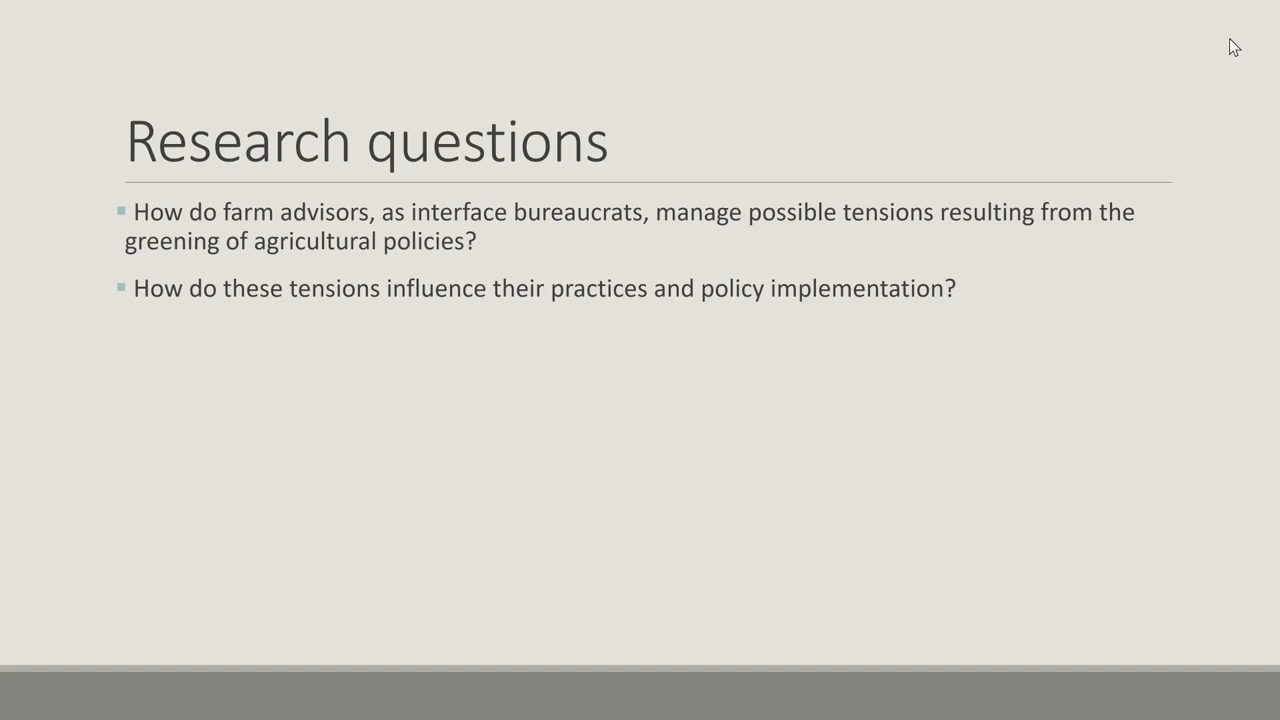 Research questions
How do farm advisors, as interface bureaucrats, manage possible tensions resulting from the
greening of agricultural policies?
How do these tensions influence their practices and policy implementation?